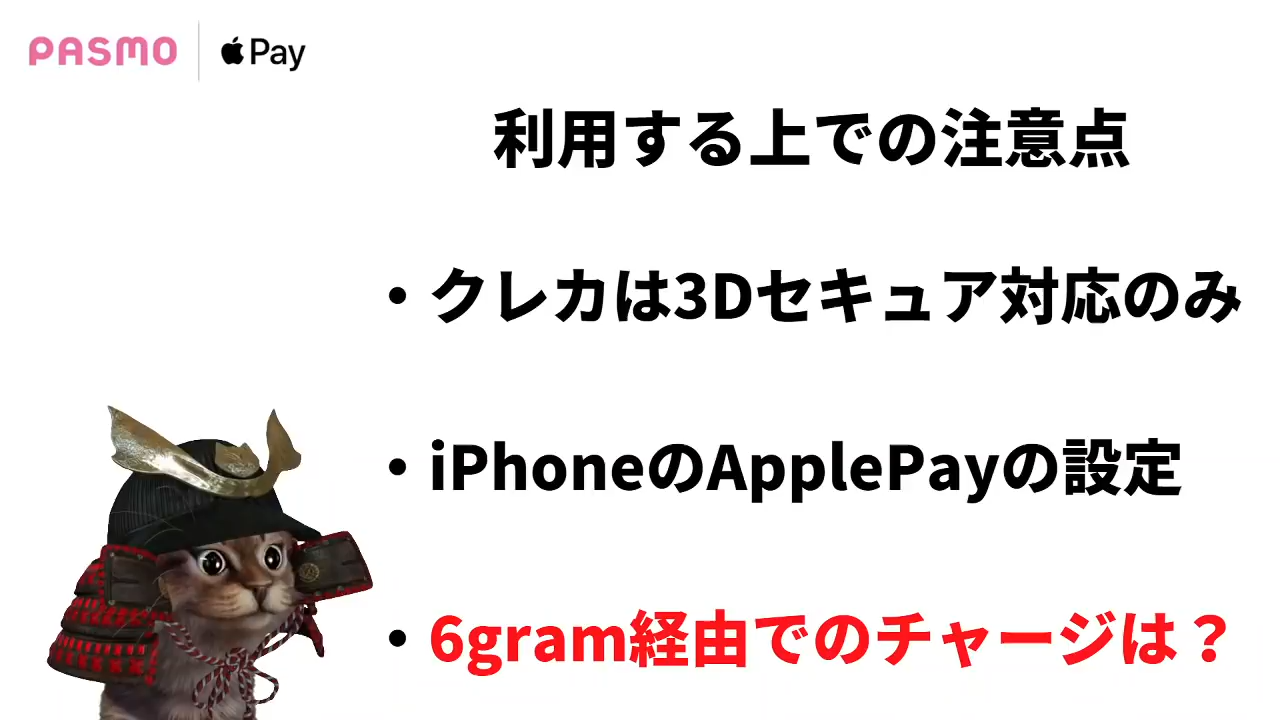 PASMO Pay
利用する上での注意点
・クレカは3Dセキュア対応のみ
・iPhoneのApplePayの設定
・6gram経由でのチャージは？